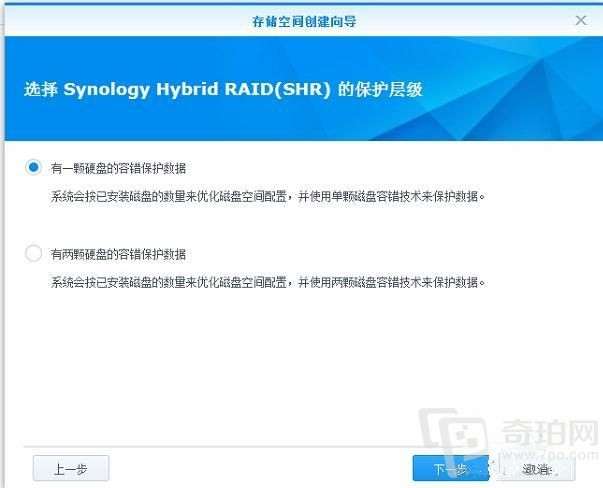 存储空间创建向导
选择 Synology Hybrid RAID(SHR) 的保护层级
有一颗硬盘的容错保护数据
系统会按已安装磁盘的数量来优化磁盘空间配置，并使用单颗磁盘容错技术来保护数据。
有两颗硬盘的容错保护数据
系统会按已安装磁盘的数量来优化磁盘空间配置，并使用两颗磁盘容错技术来保护数据。
奇珀网
www.7po.com
上一步
下一步
取消